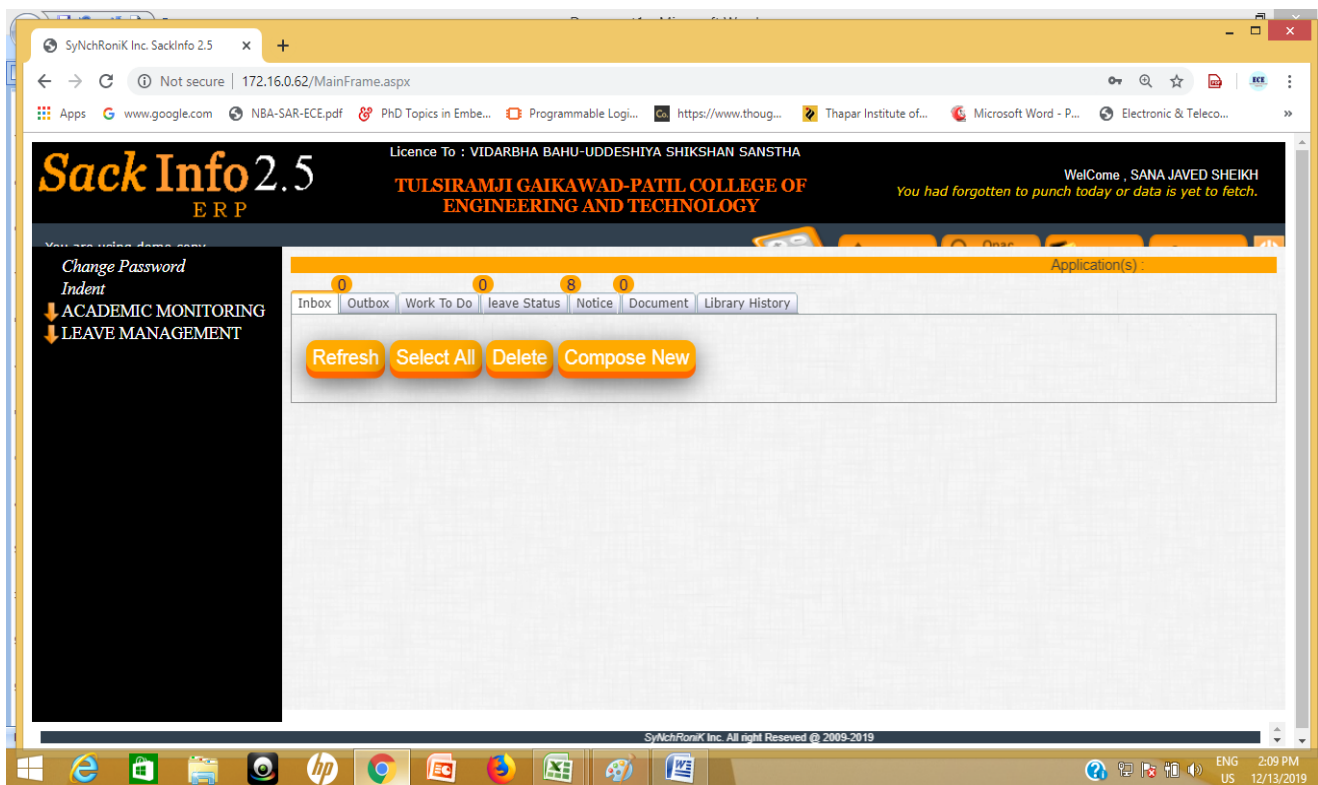 SyNchRoniK Inc. SackInfo 2.5
Not secure | 172.16.0.62/MainFrame.aspx
Apps www.google.com NBA-SAR-ECE.pdf PhD Topics in Embe... Programmable Logi... https://www.thoug... Thapar Institute of... Microsoft Word - P... Electronic & Teleco... »
Sack Info 2.5
ERP
Licence To : VIDARBHA BAHU-UDDESHIYA SHIKSHAN SANSTHA
TULSIRAMJI GAIKAWAD-PATIL COLLEGE OF
ENGINEERING AND TECHNOLOGY
WelCome , SANA JAVED SHEIKH
You had forgotten to punch today or data is yet to fetch.
You are using demo copy
Opac
Change Password
Indent
ACADEMIC MONITORING
LEAVE MANAGEMENT
Application(s) :
0 0 8 0
Inbox Outbox Work To Do leave Status Notice Document Library History
Refresh Select All Delete Compose New
SyNchRoniK Inc. All right Reseved @ 2009-2019
ENG 2:09 PM
US 12/13/2019